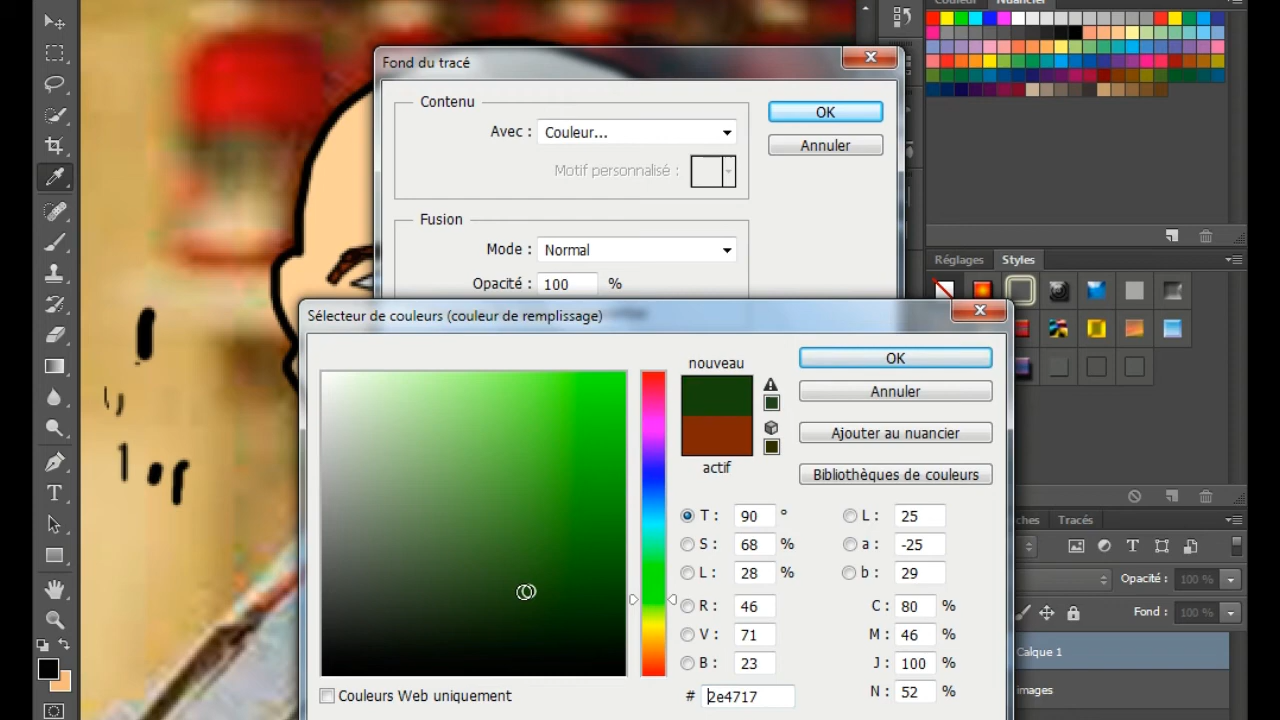 Couleur Nuancier
Fond du tracé
Contenu
Avec : Couleur...
Motif personnalisé :
OK
Annuler
Fusion
Mode : Normal
Opacité : 100 %
Réglages Styles
Sélecteur de couleurs (couleur de remplissage)
nouveau
actif
OK
Annuler
Ajouter au nuancier
Bibliothèques de couleurs
T : 90 °
S : 68 %
L : 28 %
R : 46
V : 71
B : 23
L : 25
a : -25
b : 29
C : 80 %
M : 46 %
J : 100 %
N : 52 %
# 2e4717
Couleurs Web uniquement
ches Tracés
Opacité : 100 %
Fond : 100 %
Calque 1
images